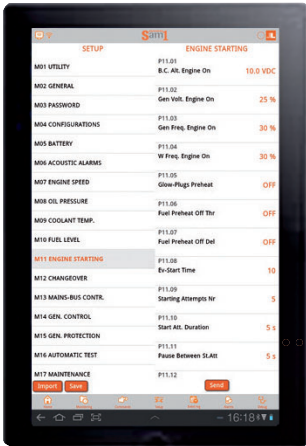 Sam1
SETUP
ENGINE STARTING
M01 UTILITY
M02 GENERAL
M03 PASSWORD
M04 CONFIGURATIONS
M05 BATTERY
M06 ACOUSTIC ALARMS
M07 ENGINE SPEED
M08 OIL PRESSURE
M09 COOLANT TEMP.
M10 FUEL LEVEL
M11 ENGINE STARTING
M12 CHANGEOVER
M13 MAINS-BUS CONTR.
M14 GEN. CONTROL
M15 GEN. PROTECTION
M16 AUTOMATIC TEST
M17 MAINTENANCE
P11.01
B.C. Alt. Engine On 10.0 VDC
P11.02
Gen Volt. Engine On 25 %
P11.03
Gen Freq. Engine On 30 %
P11.04
W Freq. Engine On 30 %
P11.05
Glow-Plugs Preheat OFF
P11.06
Fuel Preheat Off Thr OFF
P11.07
Fuel Preheat Off Del OFF
P11.08
Ev-Start Time 10
P11.09
Starting Attempts Nr 5
P11.10
Start Att. Duration 5 s
P11.11
Pause Between St.Att 5 s
P11.12
Import Save Send
16:18